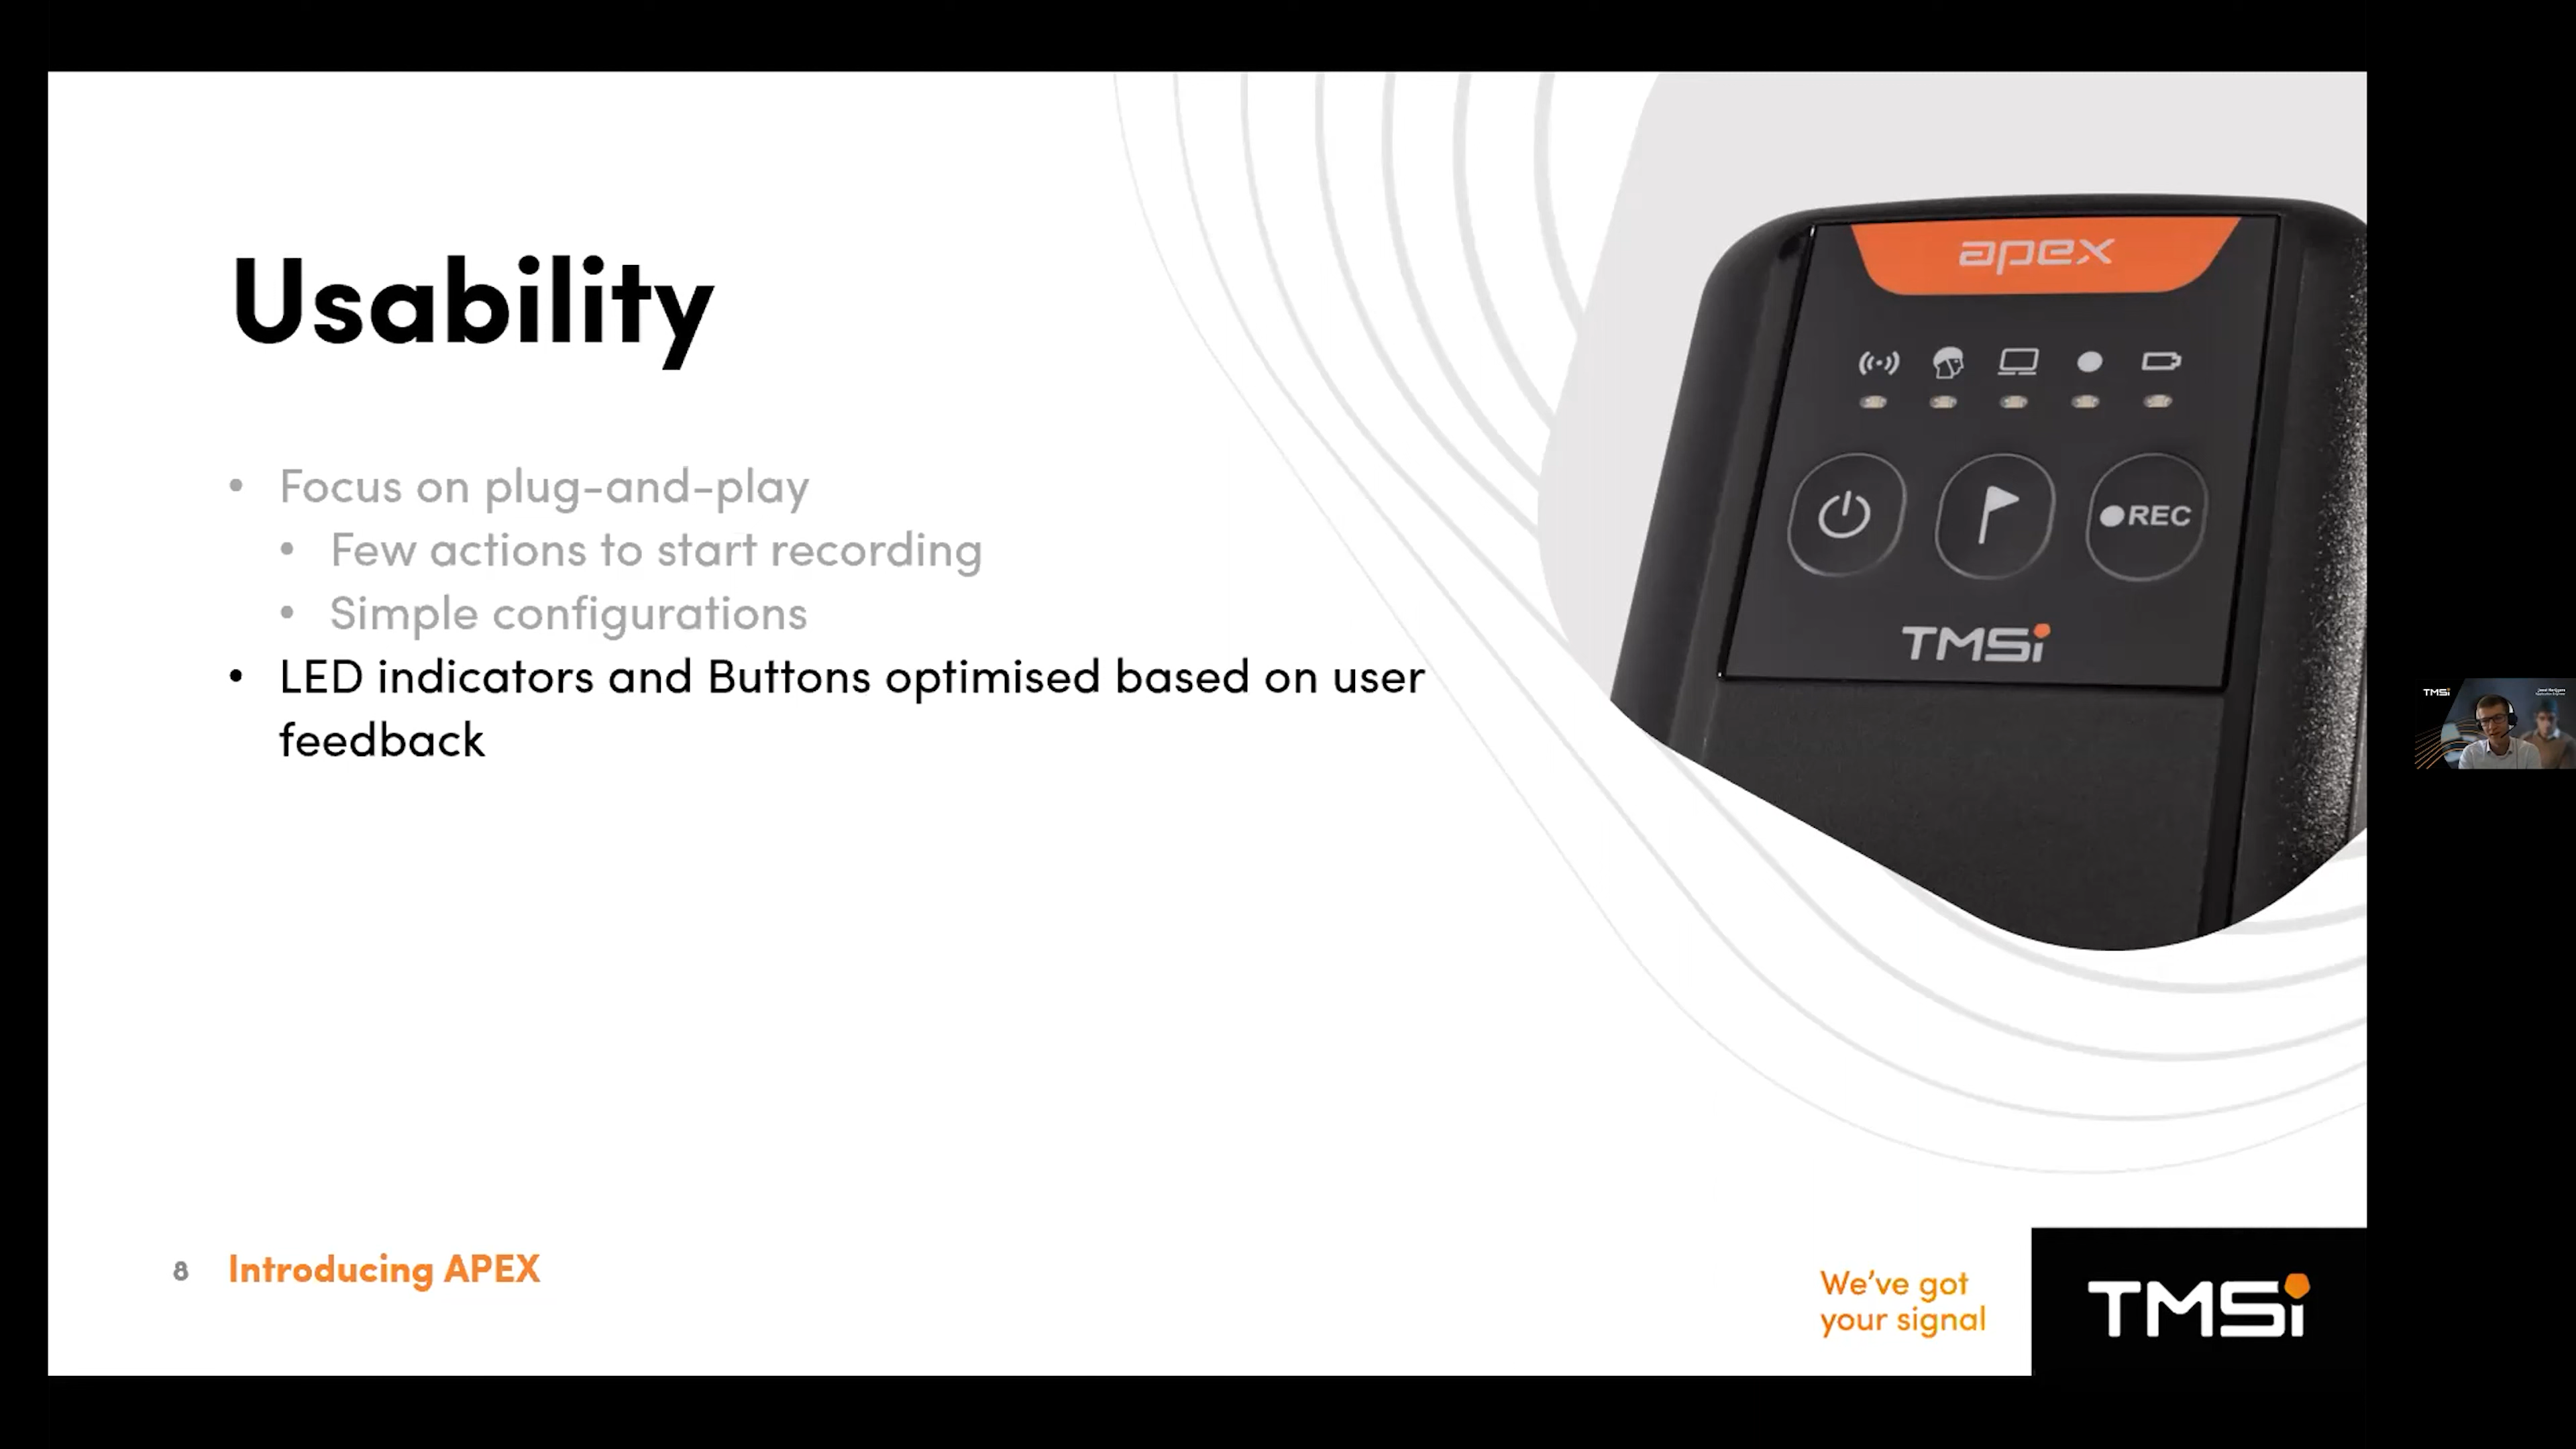 Usability
• Focus on plug-and-play
• Few actions to start recording
• Simple configurations
• LED indicators and Buttons optimised based on user
feedback
apex
REC
TMSi
8 Introducing APEX
We've got
your signal
TMSi
TMSi